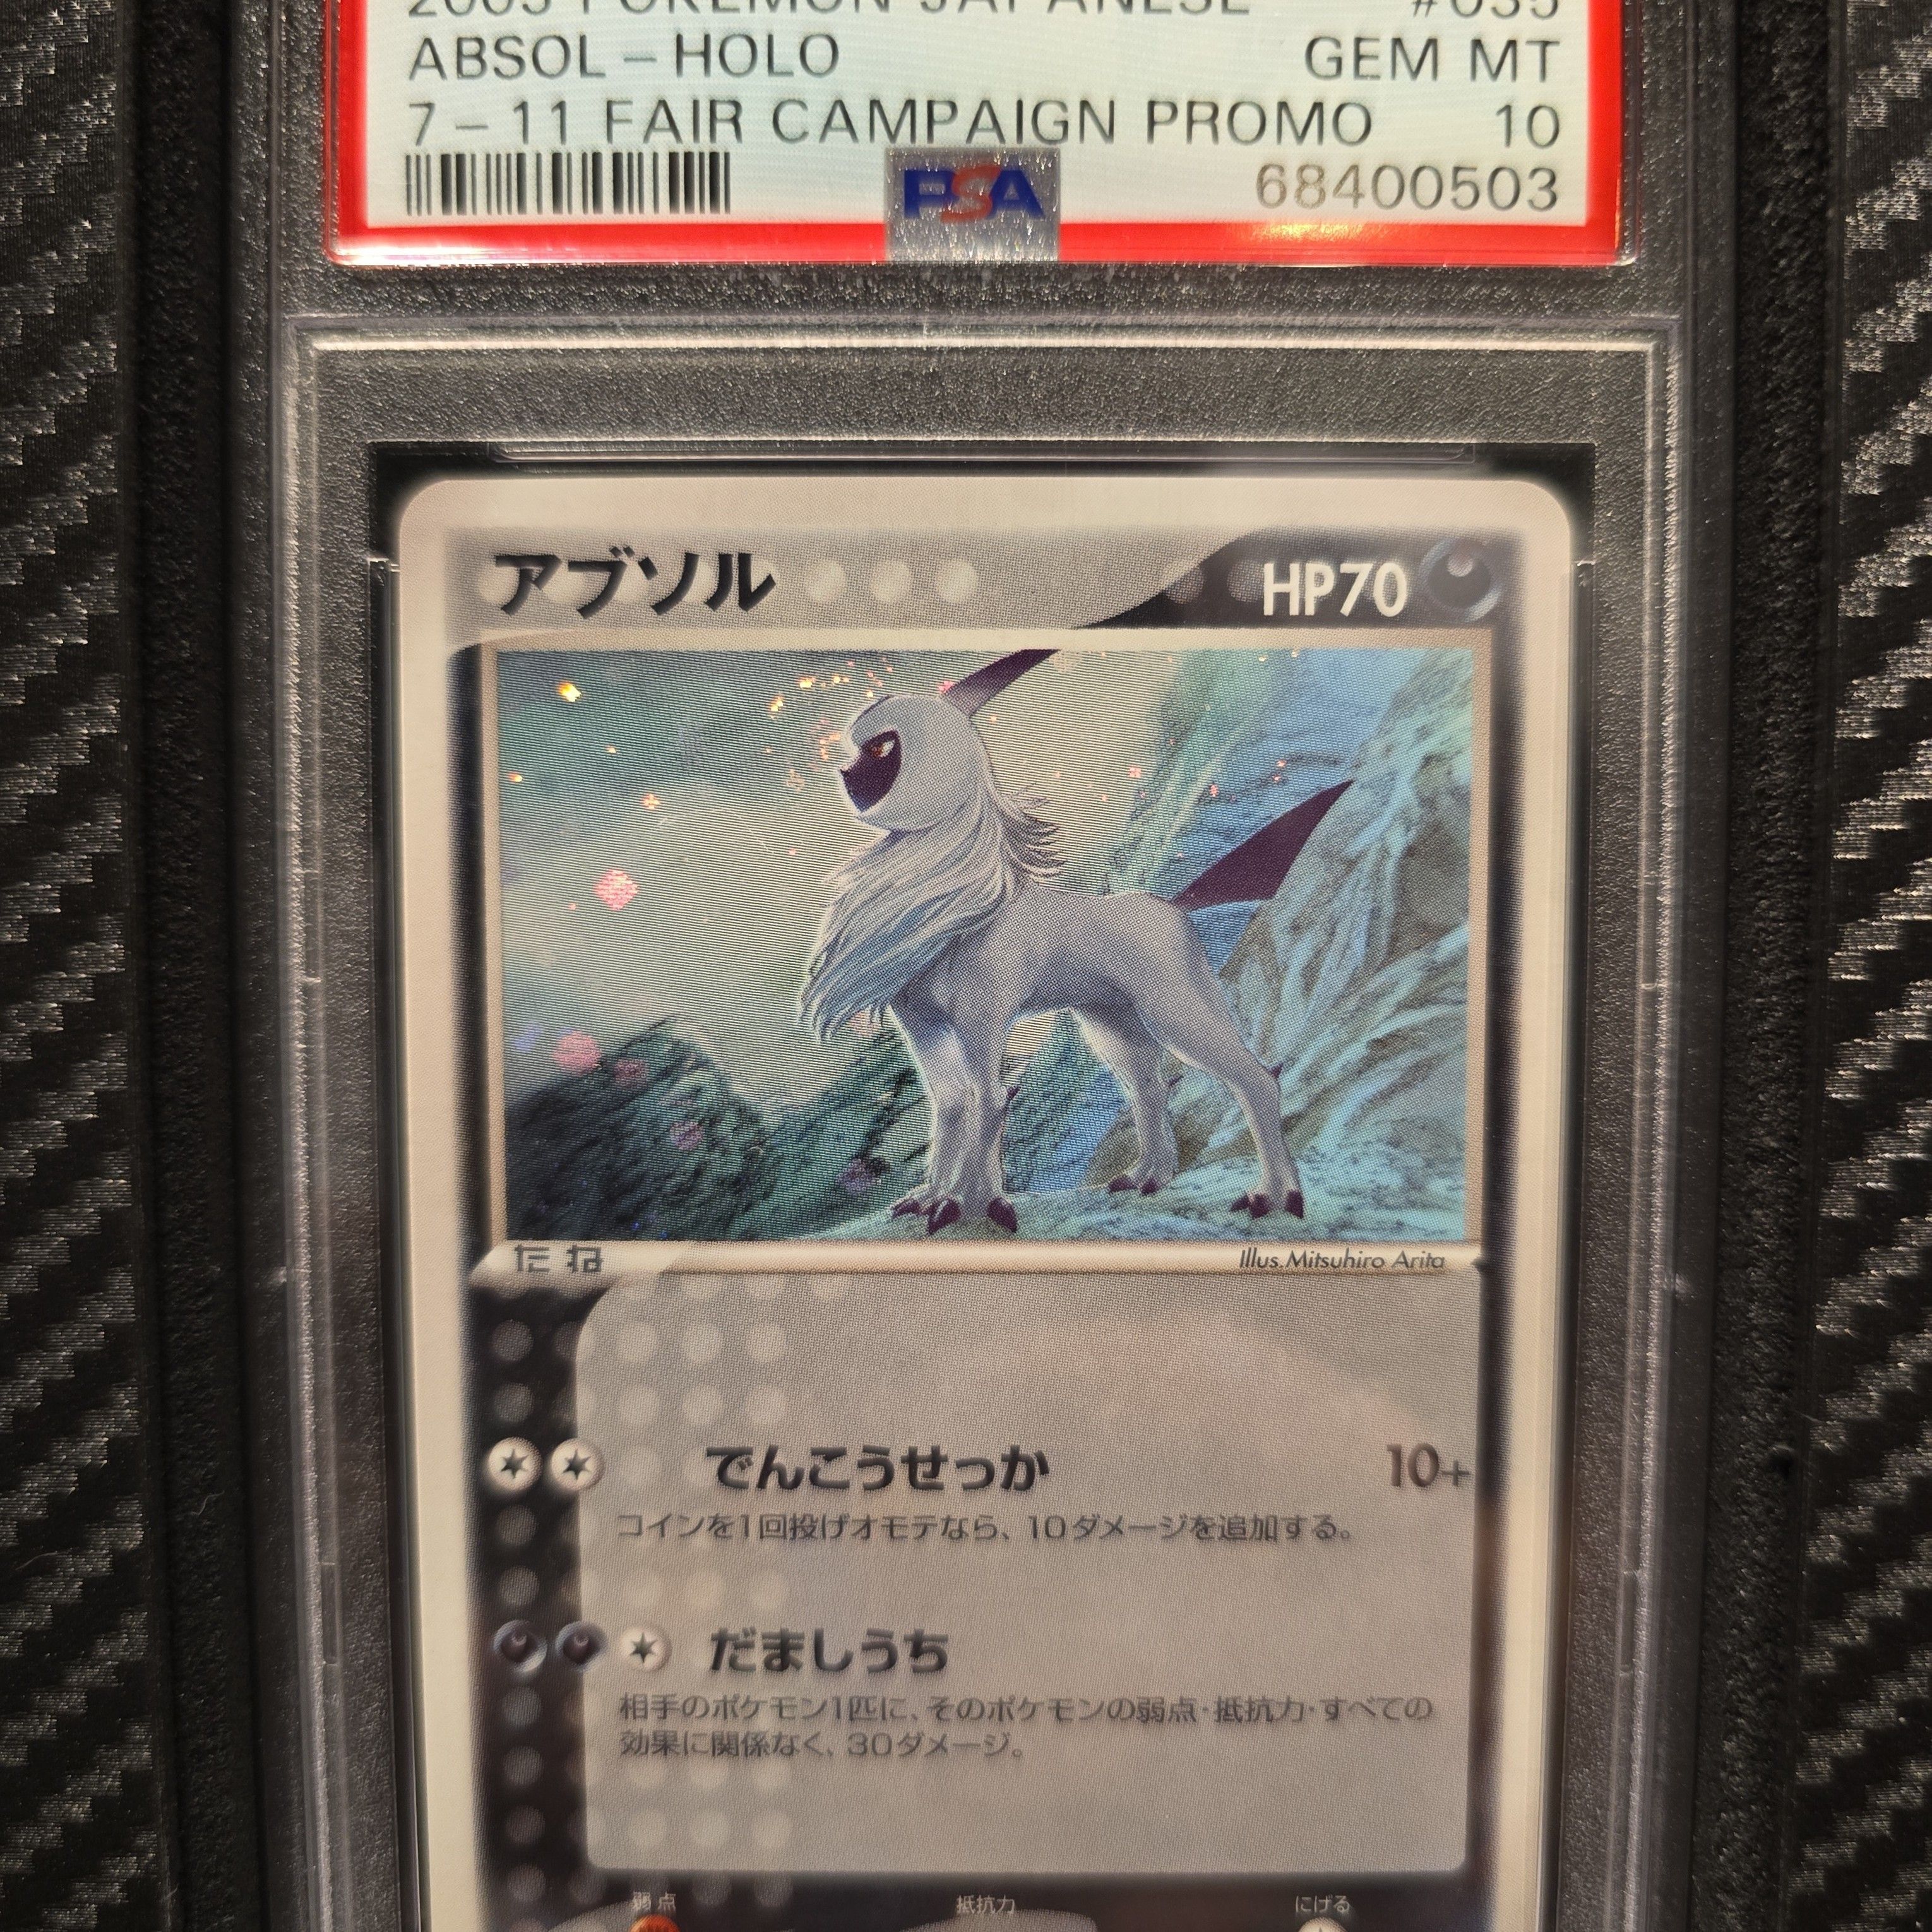 2003 POKEMON JAPANESE #035
ABSOL-HOLO GEM MT
7-11 FAIR CAMPAIGN PROMO 10
PSA 68400503
アブソル HP70
たね Illus.Mitsuhiro Arita
でんこうせっか 10+
コインを1回投げオモテなら、10ダメージを追加する。
だましうち
相手のポケモン1匹に、そのポケモンの弱点・抵抗力・すべての
効果に関係なく、30ダメージ。
弱点 抵抗力 にげる